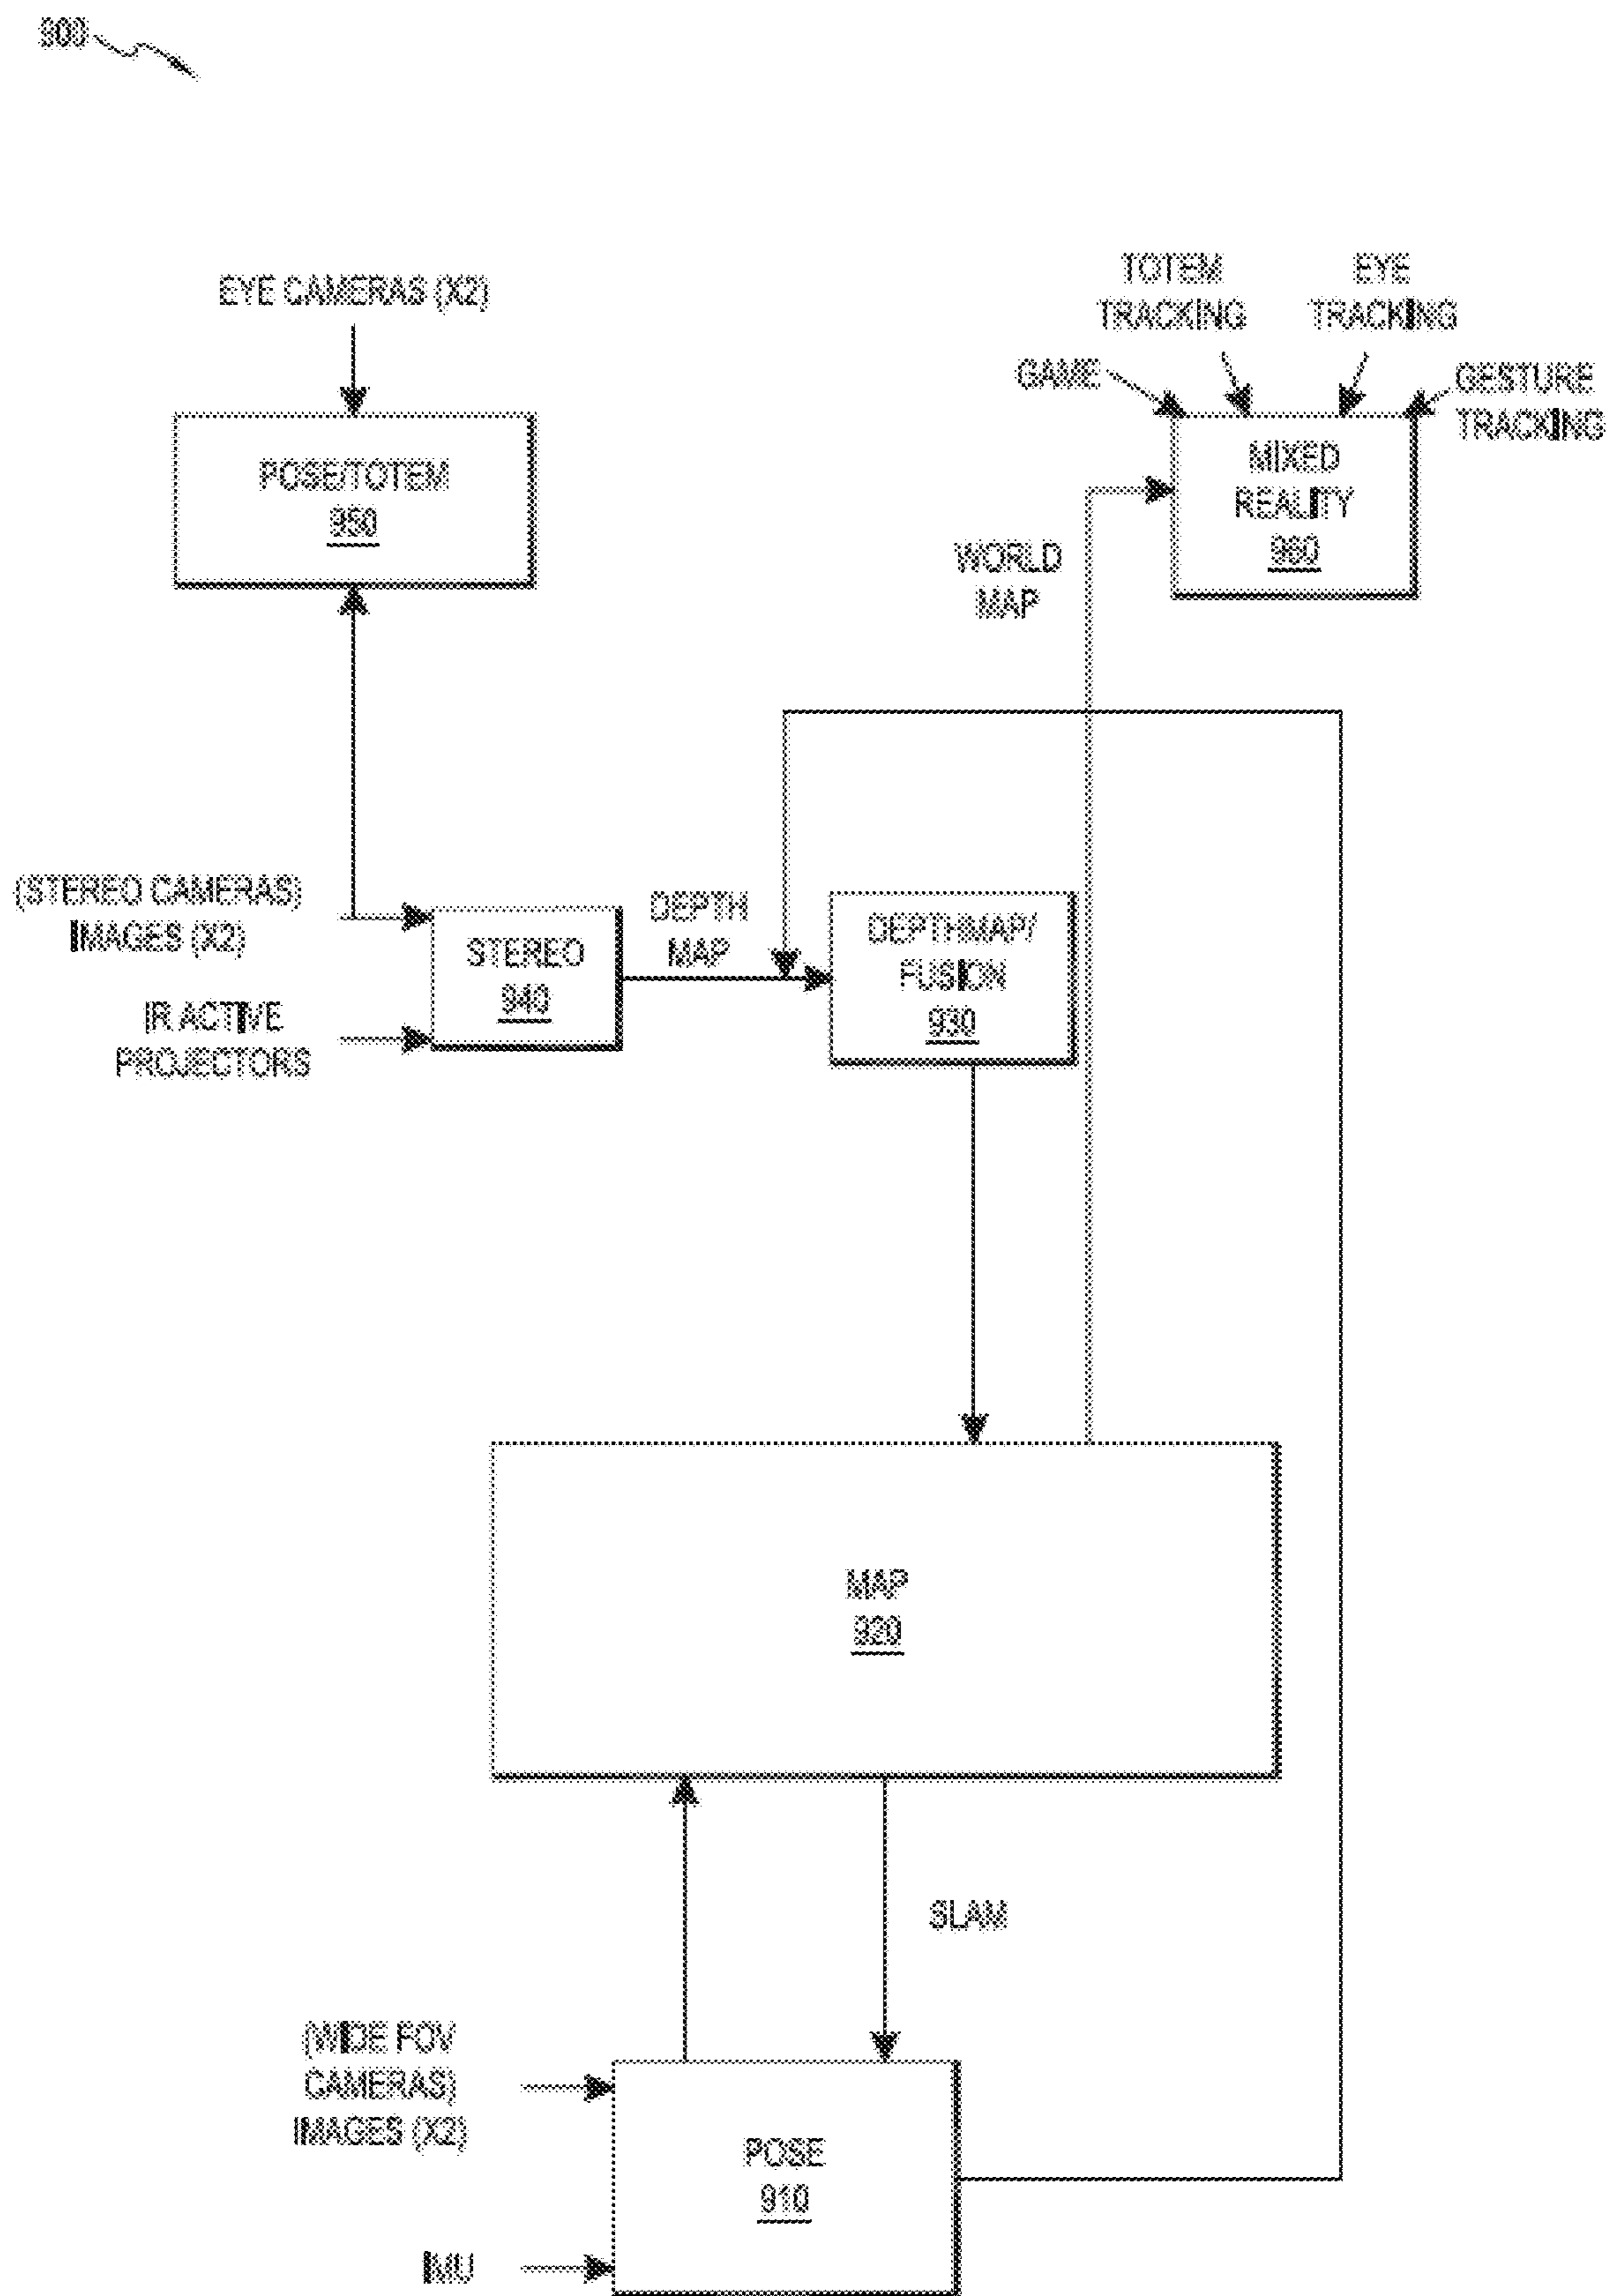 900
EYE CAMERAS (X2)
POSE/TOTEM
950
TOTEM
TRACKING
EYE
TRACKING
GAME
GESTURE
TRACKING
MIXED
REALITY
960
WORLD
MAP
(STEREO CAMERAS)
IMAGES (X2)
IR ACTIVE
PROJECTORS
STEREO
940
DEPTH
MAP
DEPTHMAP/
FUSION
930
MAP
920
SLAM
(WIDE FOV
CAMERAS)
IMAGES (X2)
POSE
910
IMU